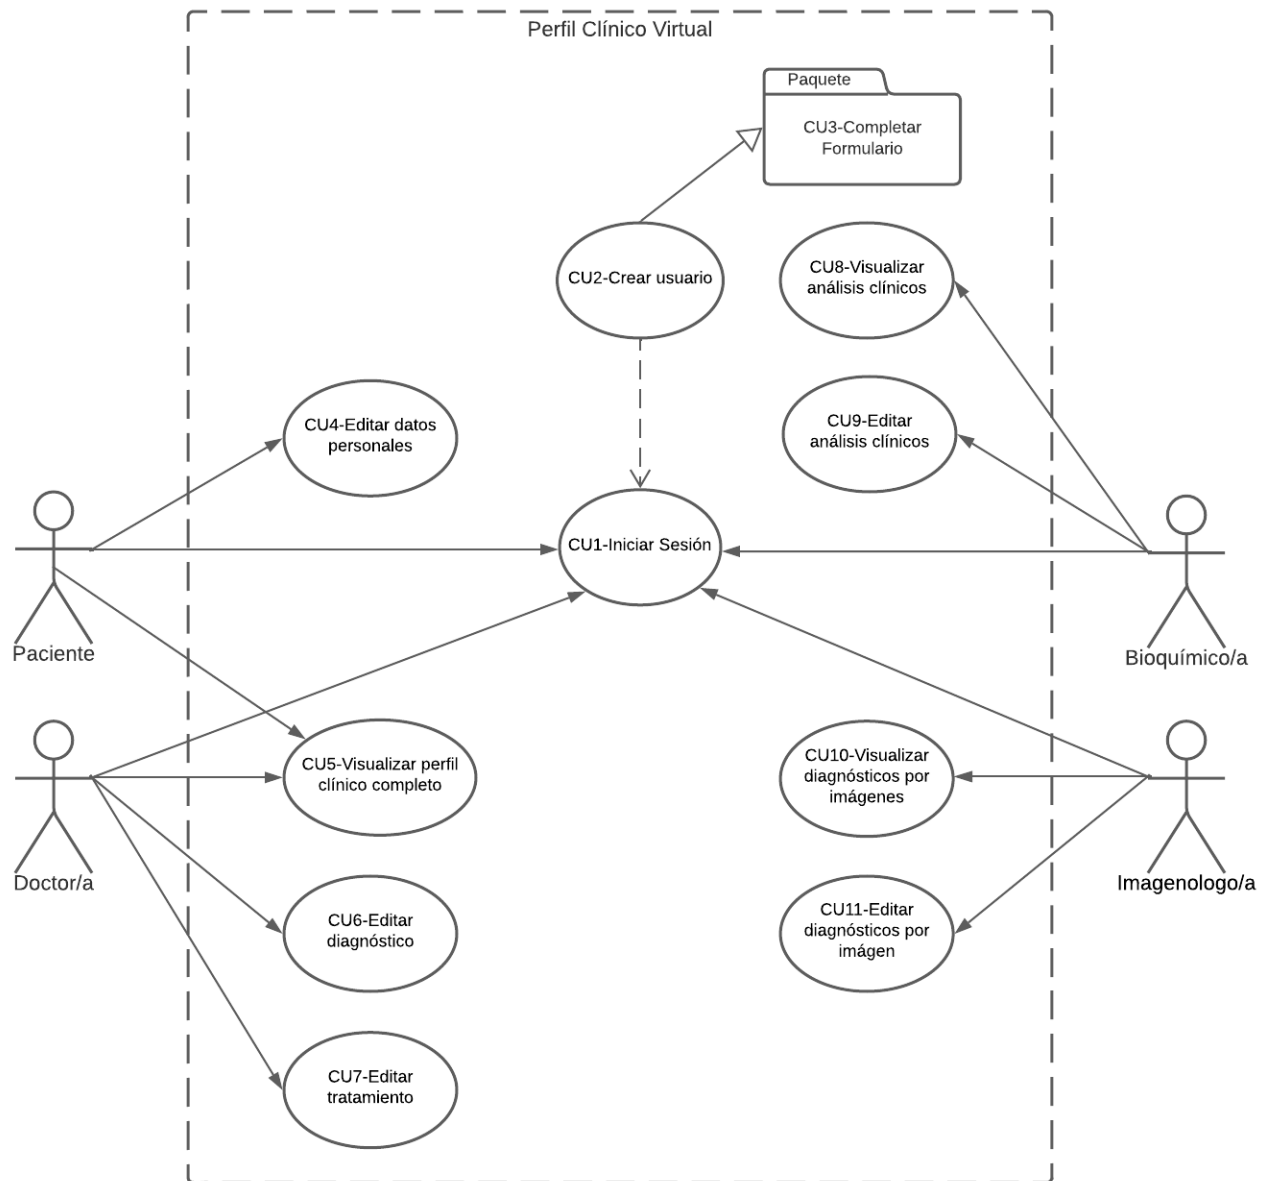 Perfil Clínico Virtual
Paquete
CU3-Completar
Formulario
CU2-Crear usuario
CU8-Visualizar
análisis clínicos
CU4-Editar datos
personales
CU9-Editar
análisis clínicos
CU1-Iniciar Sesión
Paciente
Bioquímico/a
CU5-Visualizar perfil
clínico completo
CU10-Visualizar
diagnósticos por
imágenes
Doctor/a
Imagenologo/a
CU6-Editar
diagnóstico
CU11-Editar
diagnósticos por
imágen
CU7-Editar
tratamiento